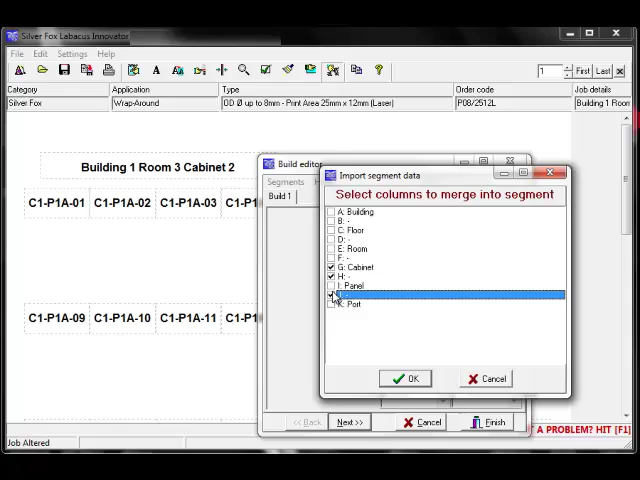 Silver Fox Labacus Innovator
File Edit Settings Help
1 First Last
Category Application Type Order code Job details
Silver Fox Wrap-Around OD Ø up to 8mm - Print Area 25mm x 12mm (Laser) P08/2512L Building 1 Room
Building 1 Room 3 Cabinet 2
C1-P1A-01 C1-P1A-02 C1-P1A-03
C1-P1A-09 C1-P1A-10 C1-P1A-11
Build editor
Segments
Build 1
Import segment data
Select columns to merge into segment
A: Building
B: -
C: Floor
D: -
E: Room
F: -
G: Cabinet
H: -
I: Panel
K: Port
OK Cancel
<< Back Next >> Cancel Finish
A PROBLEM? HIT [F1]
Job Altered